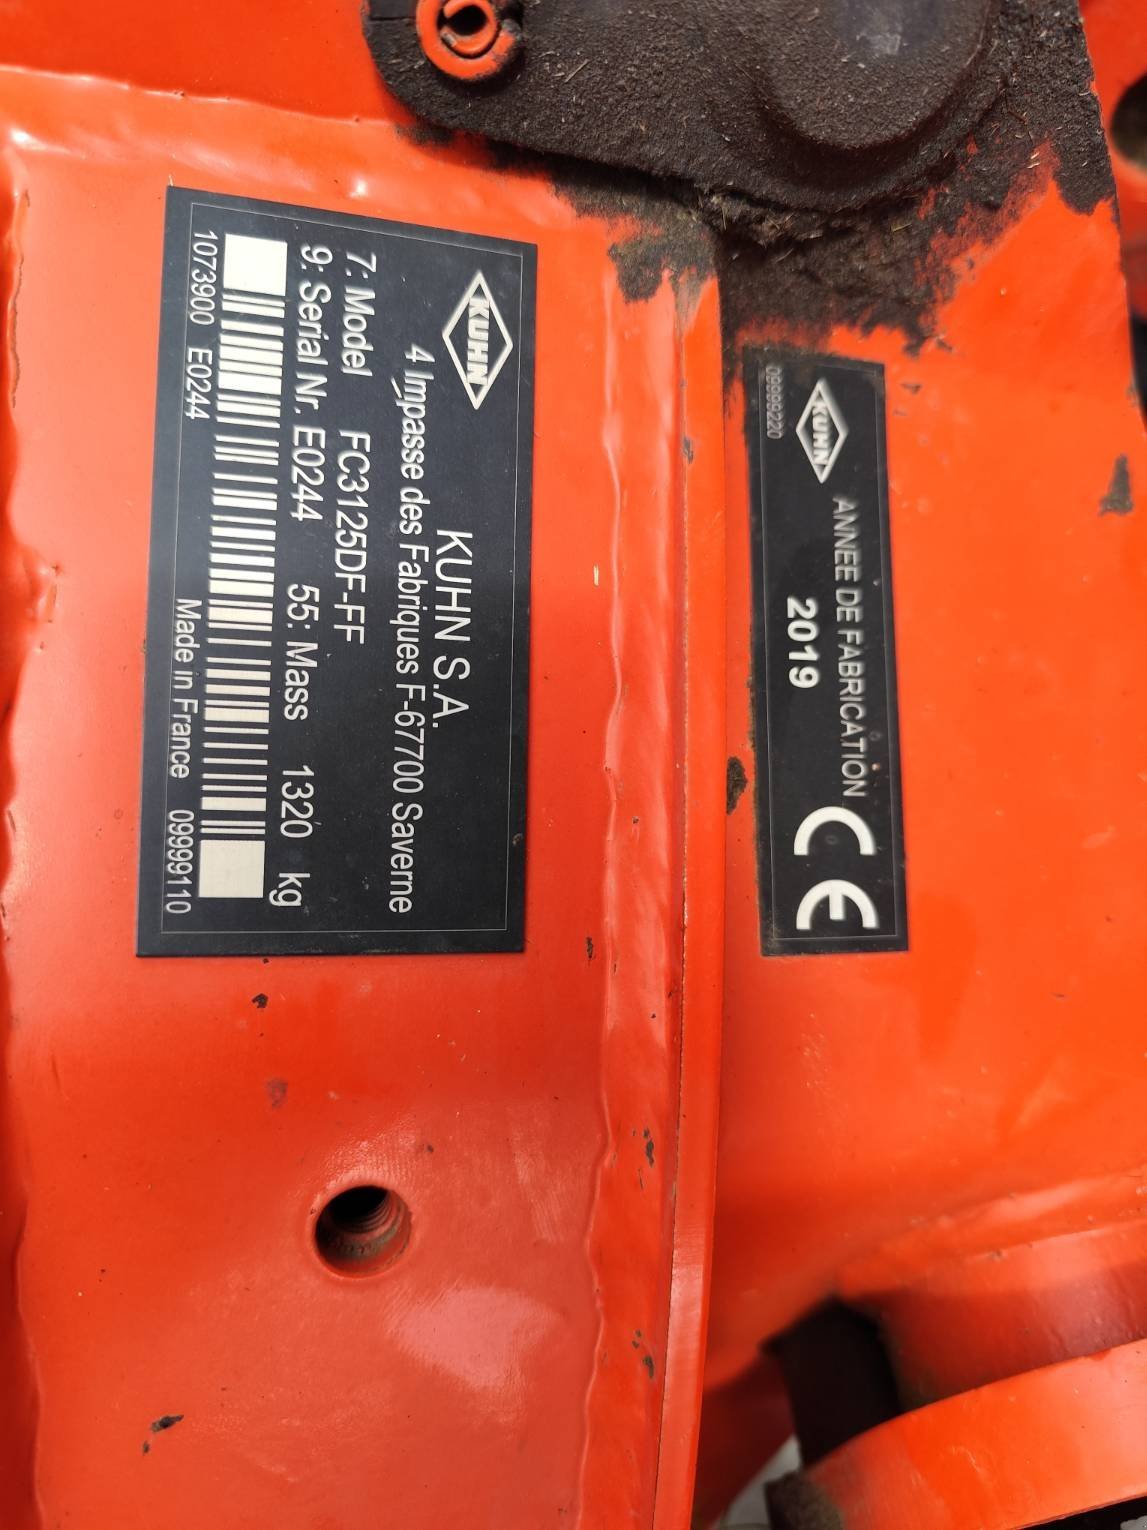 KUHN
KUHN S.A.
4 Impasse des Fabriques F-67700 Saverne
7: Model FC3125DF-FF
9: Serial Nr. E0244 55: Mass 1320 kg
1073900 E0244 Made in France 09999110
KUHN
ANNEE DE FABRICATION
2019
CE
09999220